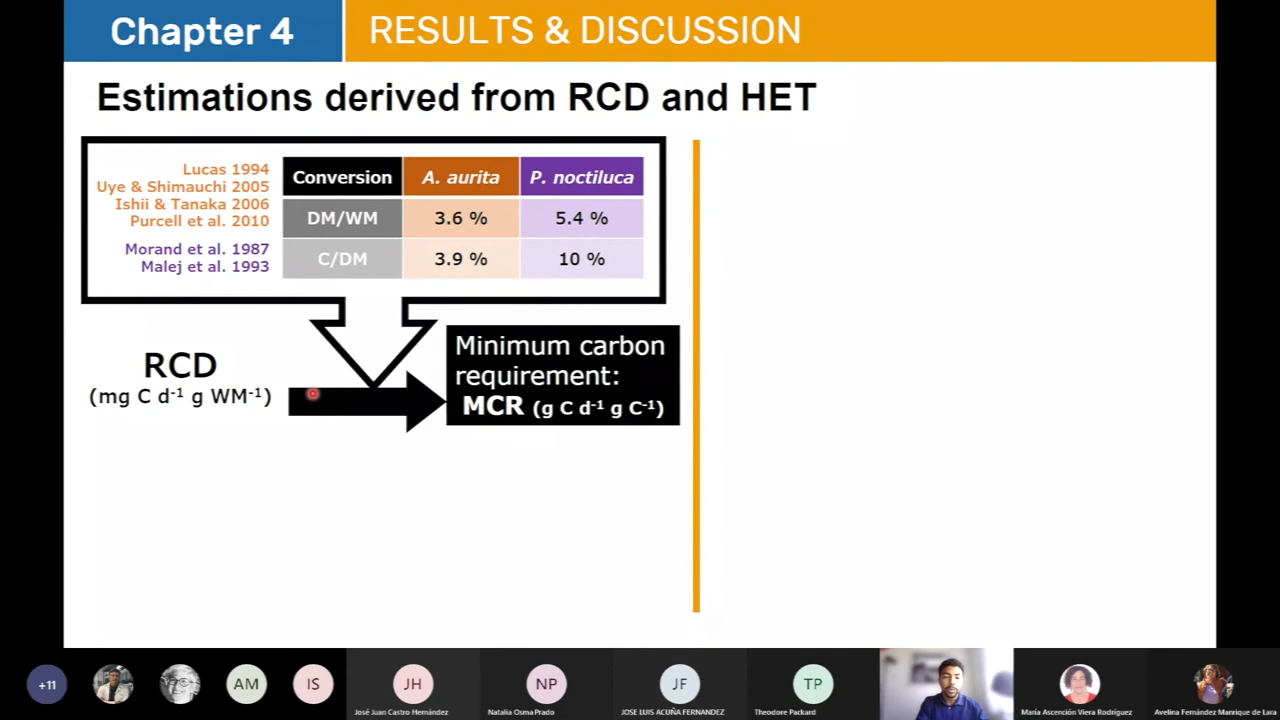 Chapter 4
RESULTS & DISCUSSION
Estimations derived from RCD and HET
Lucas 1994
Uye & Shimauchi 2005
Ishii & Tanaka 2006
Purcell et al. 2010
Morand et al. 1987
Malej et al. 1993
Conversion A. aurita P. noctiluca
DM/WM 3.6 % 5.4 %
C/DM 3.9 % 10 %
RCD
(mg C d-1 g WM-1)
Minimum carbon
requirement:
MCR (g C d-1 g C-1)
+11
AM
IS
JH
NP
JF
TP
José Juan Castro Hernández
Natalia Osma Prado
JOSE LUIS ACUÑA FERNANDEZ
Theodore Packard
María Ascención Viera Rodríguez
Avelina Fernández Manrique de Lara